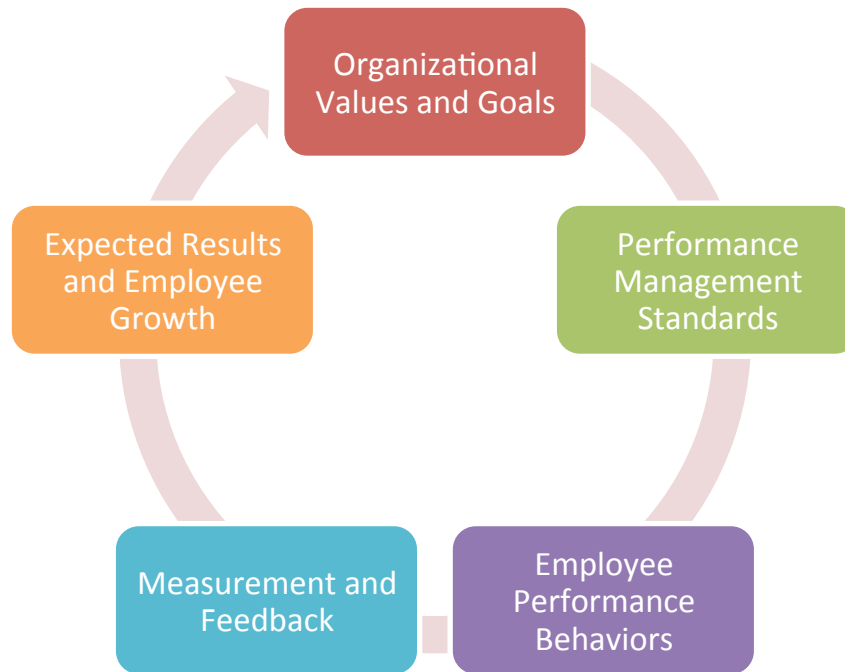 Organizational
Values and Goals
Performance
Management
Standards
Employee
Performance
Behaviors
Measurement and
Feedback
Expected Results
and Employee
Growth